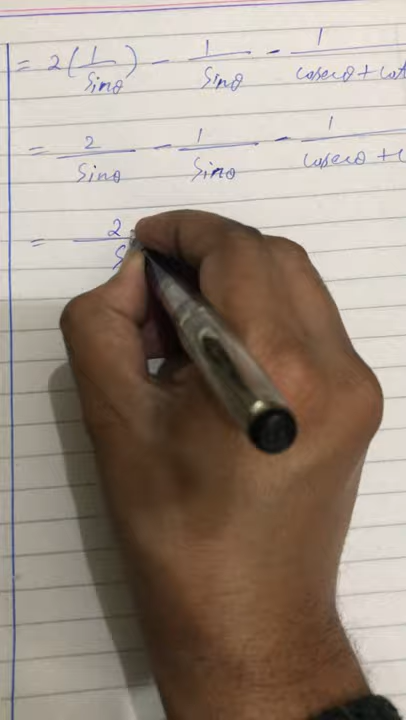 = 2(1/sinθ) - 1/sinθ - 1/cosecθ + cot
= 2/sinθ - 1/sinθ - 1/cosecθ +
= 2/s